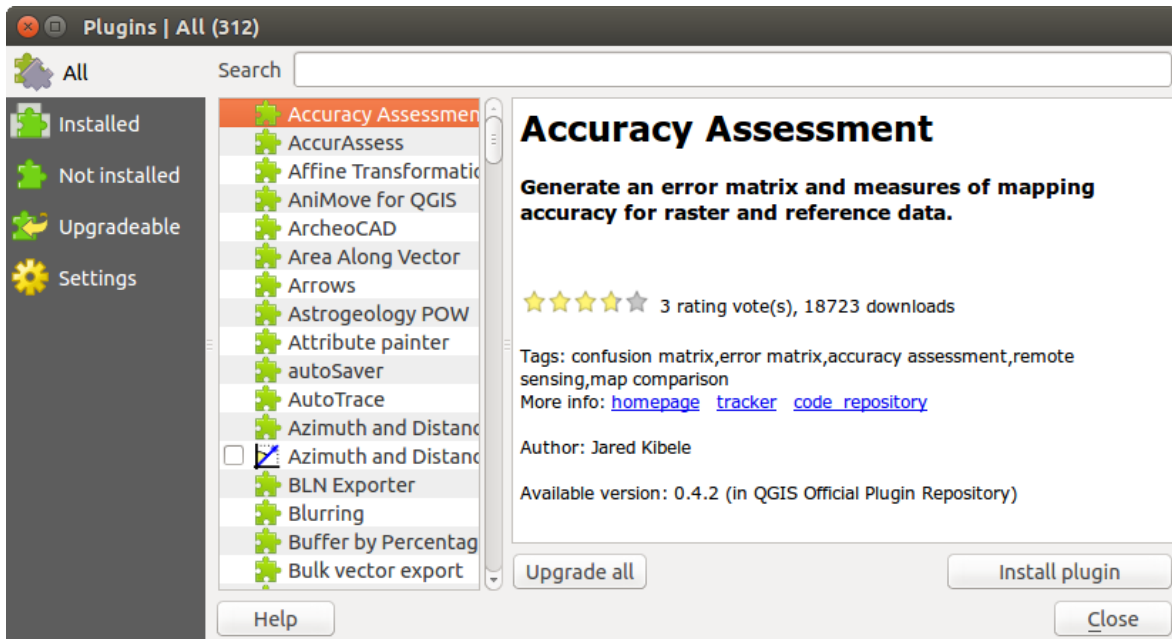 Plugins | All (312)
All
Installed
Not installed
Upgradeable
Settings
Search
Accuracy Assessmen
AccurAssess
Affine Transformatic
AniMove for QGIS
ArcheoCAD
Area Along Vector
Arrows
Astrogeology POW
Attribute painter
autoSaver
AutoTrace
Azimuth and Distanc
Azimuth and Distanc
BLN Exporter
Blurring
Buffer by Percentag
Bulk vector export
Accuracy Assessment
Generate an error matrix and measures of mapping
accuracy for raster and reference data.
3 rating vote(s), 18723 downloads
Tags: confusion matrix,error matrix,accuracy assessment,remote
sensing,map comparison
More info: homepage tracker code repository
Author: Jared Kibele
Available version: 0.4.2 (in QGIS Official Plugin Repository)
Upgrade all
Install plugin
Help
Close